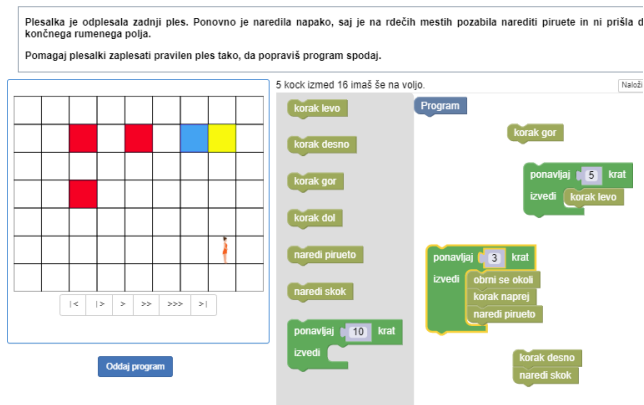 Plesalka je odplesala zadnji ples. Ponovno je naredila napako, saj je na rdečih mestih pozabila narediti piruete in ni prišla d
končnega rumenega polja.
Pomagaj plesalki zaplesati pravilen ples tako, da popraviš program spodaj.
5 kock izmed 16 imaš še na voljo.
Naloži
korak levo
korak desno
korak gor
korak dol
naredi pirueto
naredi skok
ponavljaj 10 krat
izvedi
Program
korak gor
ponavljaj 5 krat
izvedi korak levo
ponavljaj 3 krat
izvedi obrni se okoli
korak naprej
naredi pirueto
korak desno
naredi skok
|< |> > >> >>> >|
Oddaj program